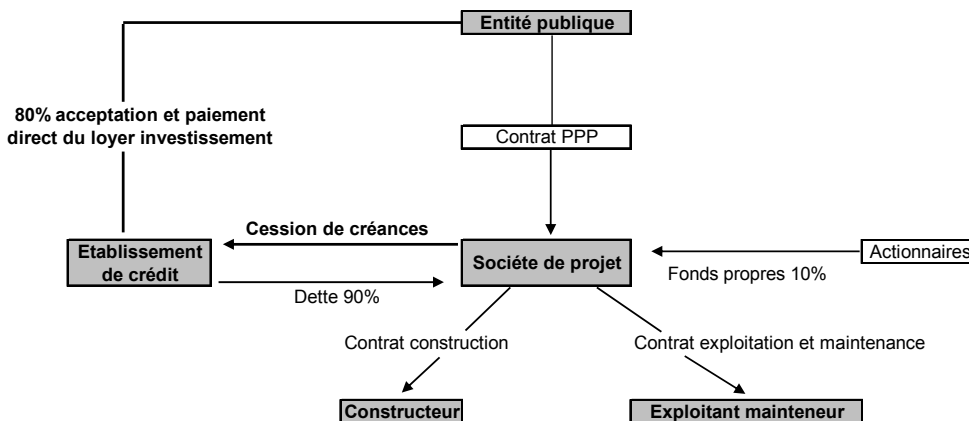 Entité publique
80% acceptation et paiement
direct du loyer investissement
Contrat PPP
Cession de créances
Etablissement
de crédit
Sociéte de projet
Actionnaires
Fonds propres 10%
Dette 90%
Contrat construction
Contrat exploitation et maintenance
Constructeur
Exploitant mainteneur